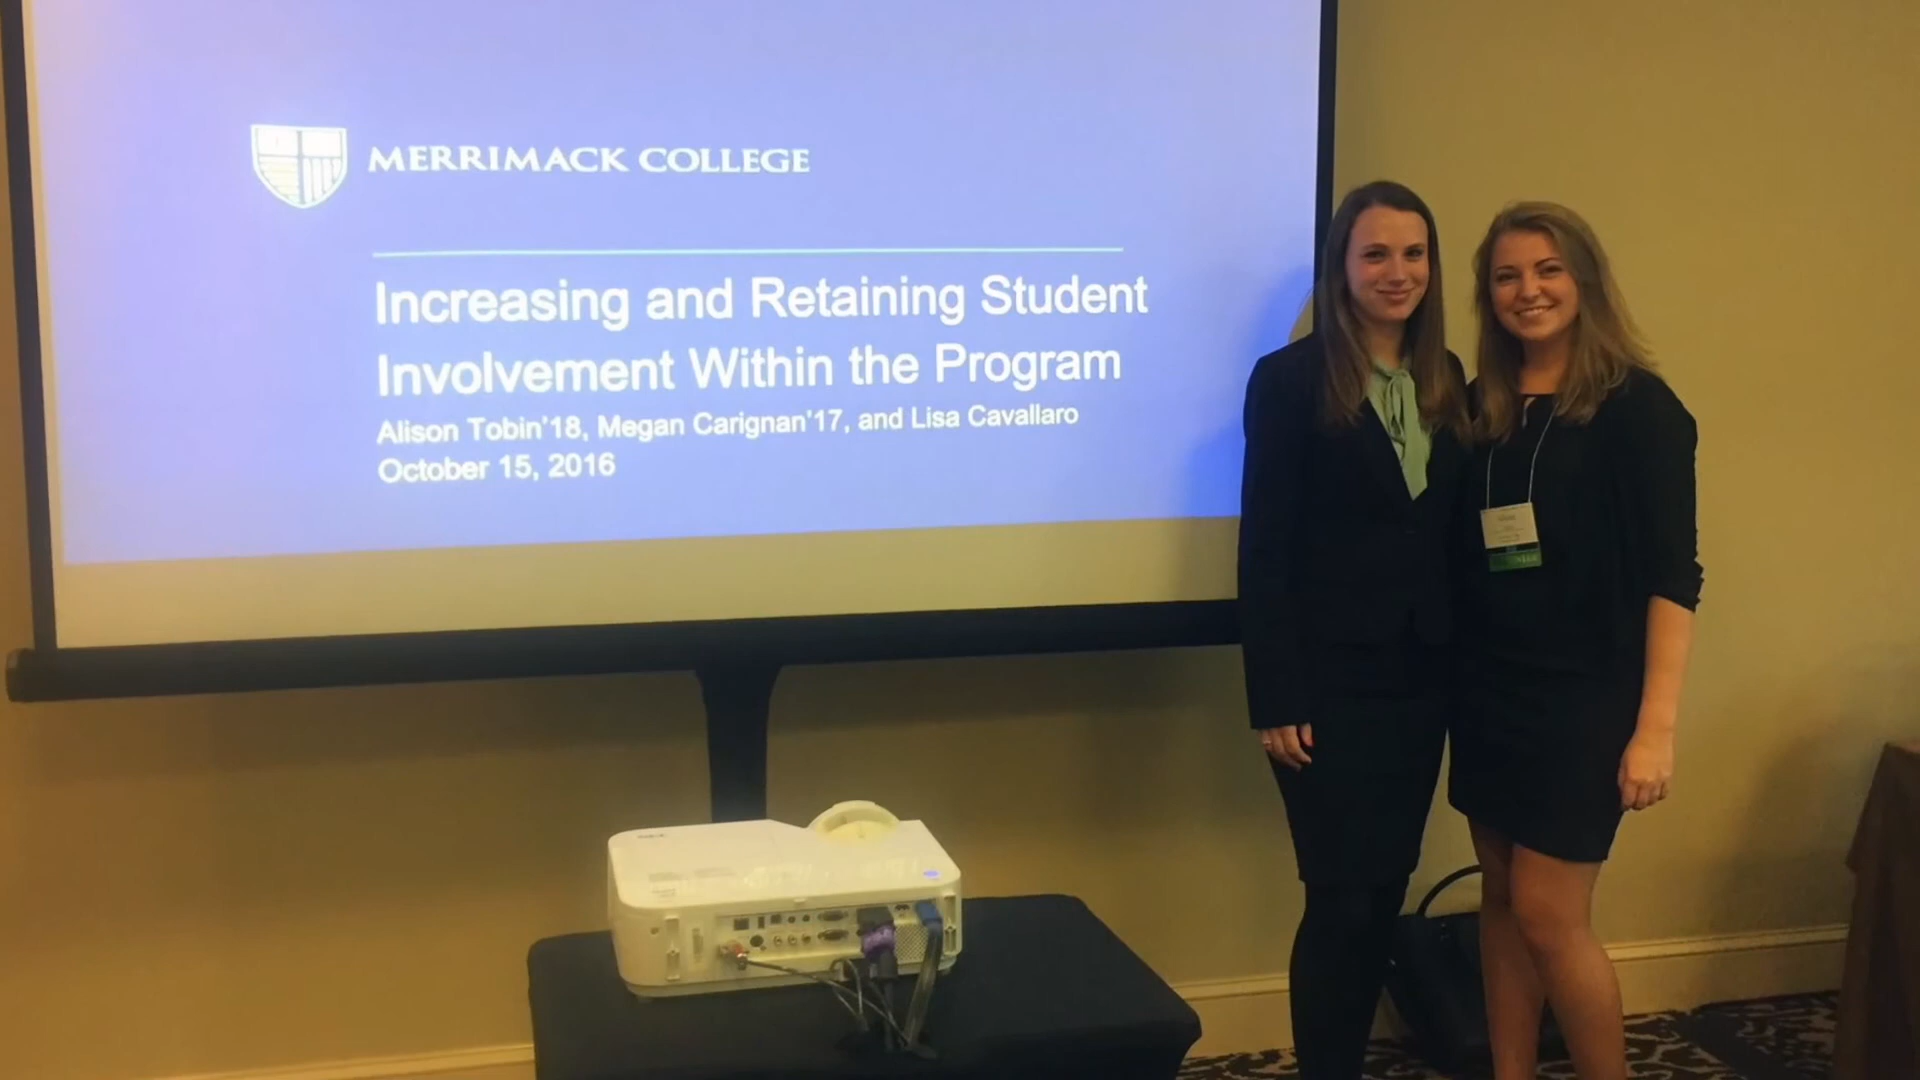 MERRIMACK COLLEGE
Increasing and Retaining Student
Involvement Within the Program
Alison Tobin'18, Megan Carignan'17, and Lisa Cavallaro
October 15, 2016